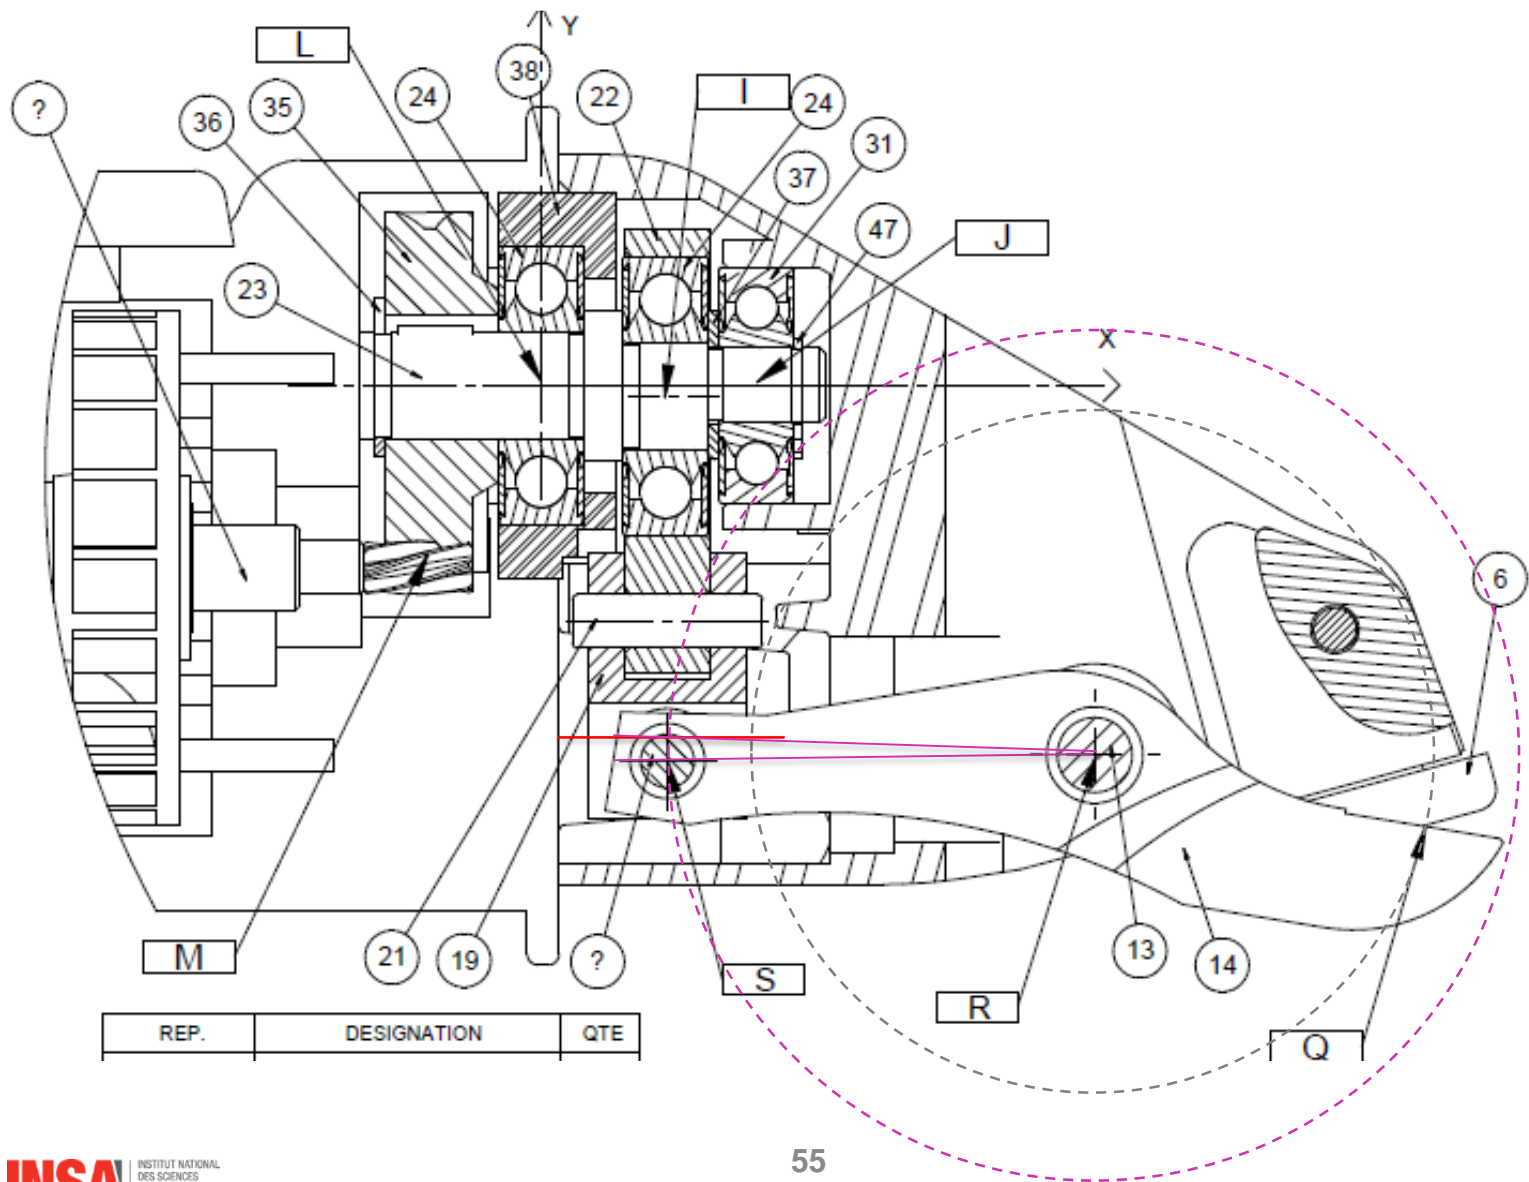 Y
L
38
I
?
36
35
24
22
24
31
37
47
J
23
X
6
M
21
19
?
S
R
13
14
Q
REP. DESIGNATION QTE
55
INSA INSTITUT NATIONAL
DES SCIENCES